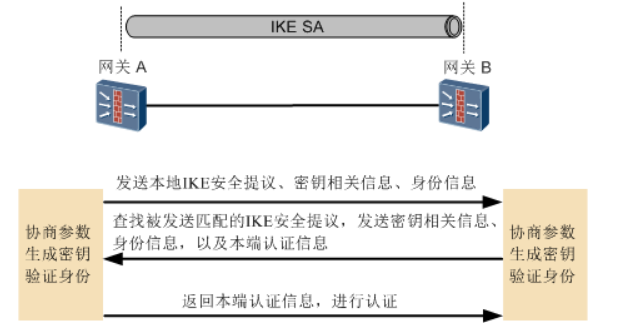 IKE SA
网关 A
网关 B
发送本地IKE安全提议、密钥相关信息、身份信息
协商参数
生成密钥
验证身份
查找被发送匹配的IKE安全提议，发送密钥相关信息、
身份信息，以及本端认证信息
协商参数
生成密钥
验证身份
返回本端认证信息，进行认证